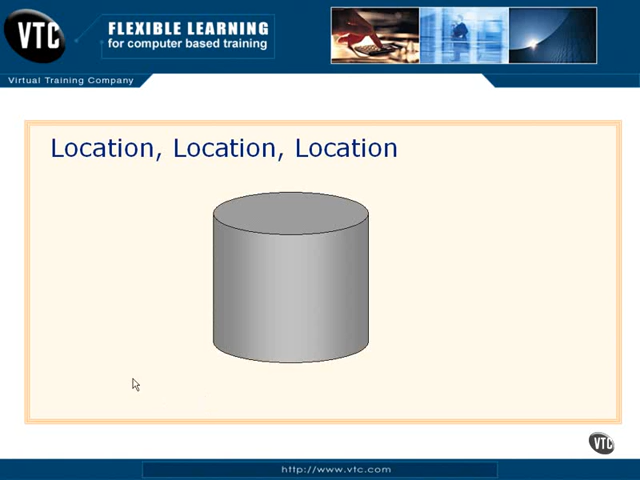 VTC
FLEXIBLE LEARNING
for computer based training
Virtual Training Company
Location, Location, Location
VTC
http://www.vtc.com